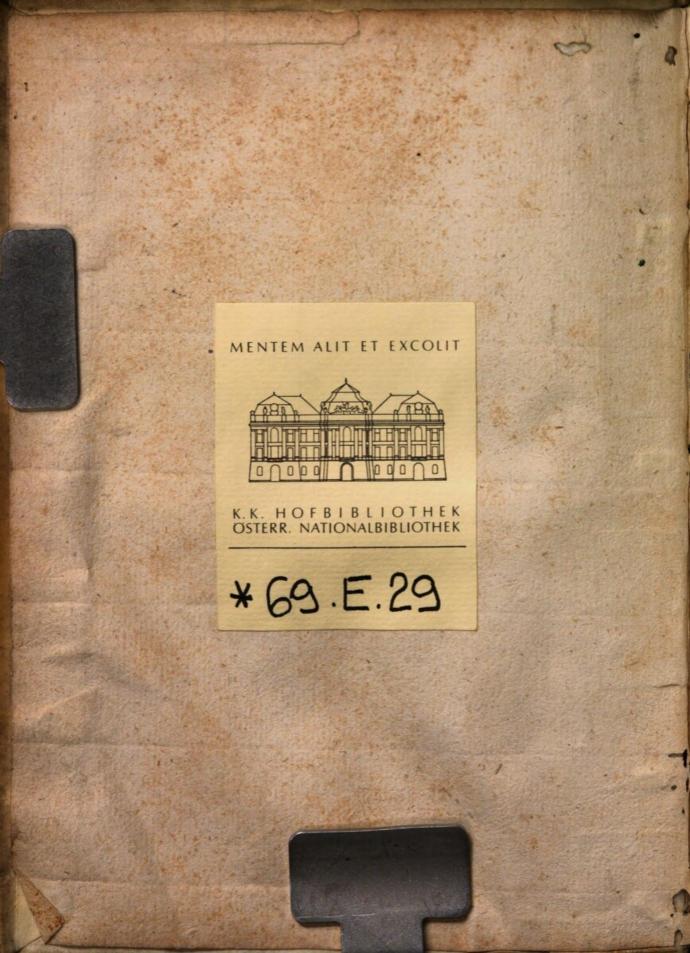 MENTEM ALIT ET EXCOLIT
K.K. HOFBIBLIOTHEK
ÖSTERR. NATIONALBIBLIOTHEK
*69.E.29